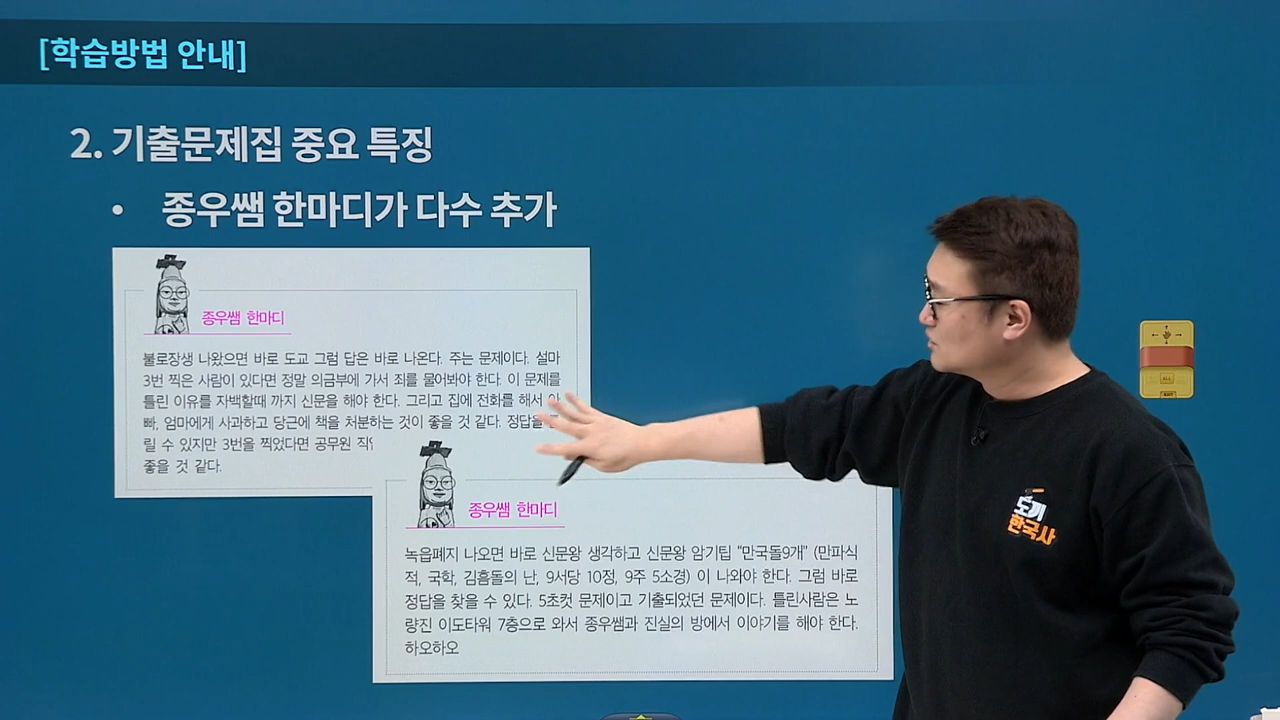 [학습방법 안내]
2. 기출문제집 중요 특징
• 종우쌤 한마디가 다수 추가
종우쌤 한마디
불로장생 나왔으면 바로 도교 그럼 답은 바로 나온다. 주는 문제이다. 설마
3번 찍은 사람이 있다면 정말 의금부에 가서 죄를 물어봐야 한다. 이 문제를
틀린 이유를 자백할때 까지 신문을 해야 한다. 그리고 집에 전화를 해서
빠, 엄마에게 사과하고 당근에 책을 처분하는 것이 좋을 것 같다. 정답을
릴 수 있지만 3번을 찍었다면 공무원
좋을 것 같다.
종우쌤 한마디
녹읍폐지 나오면 바로 신문왕 생각하고 신문왕 암기팁 "만국돌9개" (만파식
적, 국학, 김흠돌의 난, 9서당 10정, 9주 5소경) 이 나와야 한다. 그럼 바로
정답을 찾을 수 있다. 5초컷 문제이고 기출되었던 문제이다. 틀린사람은 노
량진 이도타워 7층으로 와서 종우쌤과 진실의 방에서 이야기를 해야 한다.
하오하오
한국사